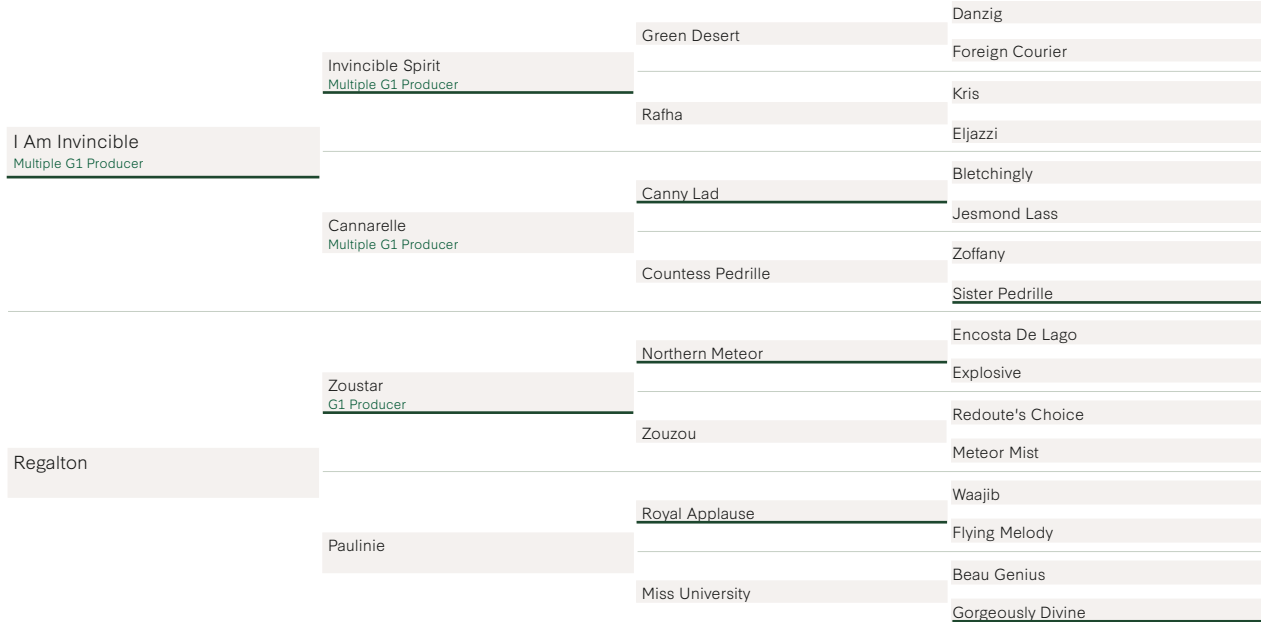 I Am Invincible
Multiple G1 Producer
Invincible Spirit
Multiple G1 Producer
Green Desert
Danzig
Foreign Courier
Rafha
Kris
Eljazzi
Cannarelle
Multiple G1 Producer
Canny Lad
Bletchingly
Jesmond Lass
Countess Pedrille
Zoffany
Sister Pedrille
Regalton
Zoustar
G1 Producer
Northern Meteor
Encosta De Lago
Explosive
Zouzou
Redoute's Choice
Meteor Mist
Paulinie
Royal Applause
Waajib
Flying Melody
Miss University
Beau Genius
Gorgeously Divine